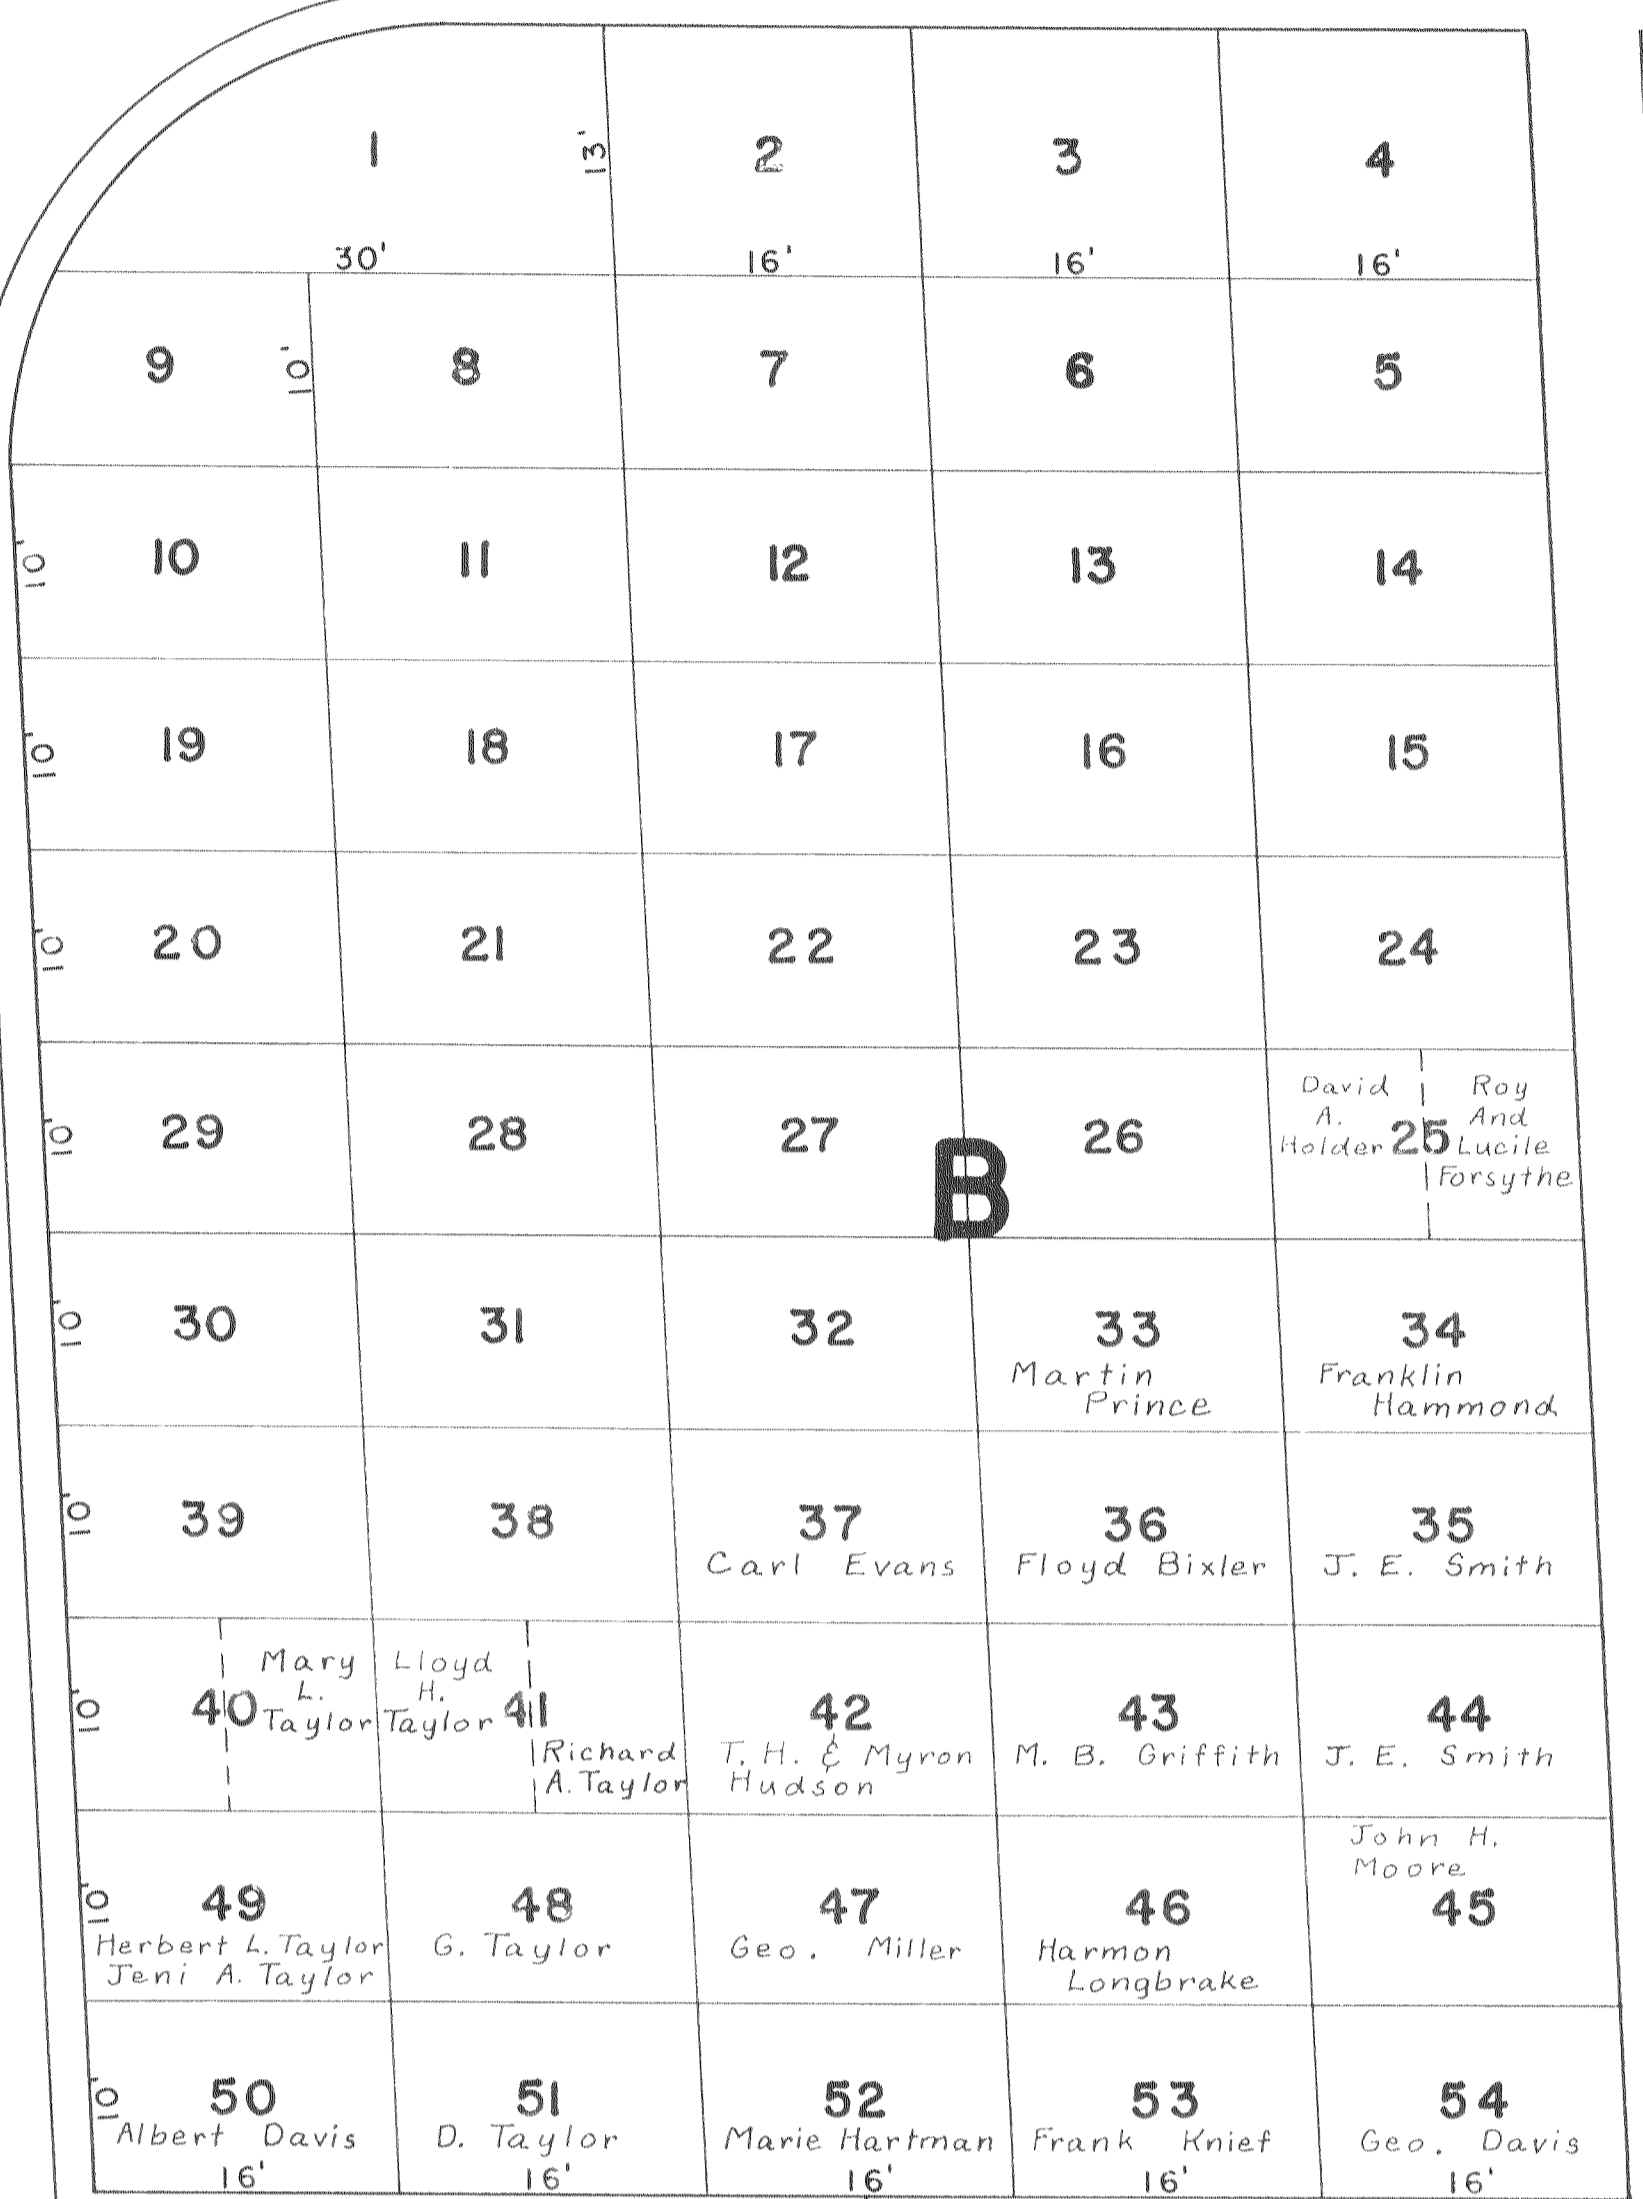 1
13'
2
3
4
30'
16'
16'
16'
9
10'
8
7
6
5
10'
10
11
12
13
14
10'
19
18
17
16
15
10'
20
21
22
23
24
10'
29
28
27
B
26
David
A.
Holder
25
Roy
And
Lucile
Forsythe
10'
30
31
32
33
Martin
Prince
34
Franklin
Hammond
10'
39
38
37
Carl Evans
36
Floyd Bixler
35
J. E. Smith
10'
40
Mary
L.
Taylor
Lloyd
H.
Taylor
41
Richard
A. Taylor
42
T. H. & Myron
Hudson
43
M. B. Griffith
44
J. E. Smith
10'
49
Herbert L. Taylor
Jeni A. Taylor
48
G. Taylor
47
Geo. Miller
46
Harmon
Longbrake
John H.
Moore
45
10'
50
Albert Davis
16'
51
D. Taylor
16'
52
Marie Hartman
16'
53
Frank Knief
16'
54
Geo. Davis
16'